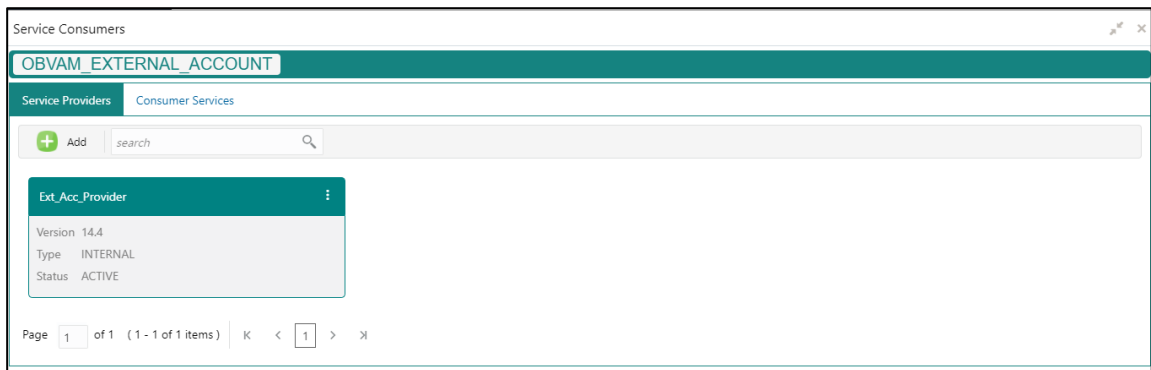 Service Consumers
OBVAM_EXTERNAL_ACCOUNT
Service Providers Consumer Services
Add search
Ext_Acc_Provider
Version 14.4
Type INTERNAL
Status ACTIVE
Page 1 of 1 (1 - 1 of 1 items) 1